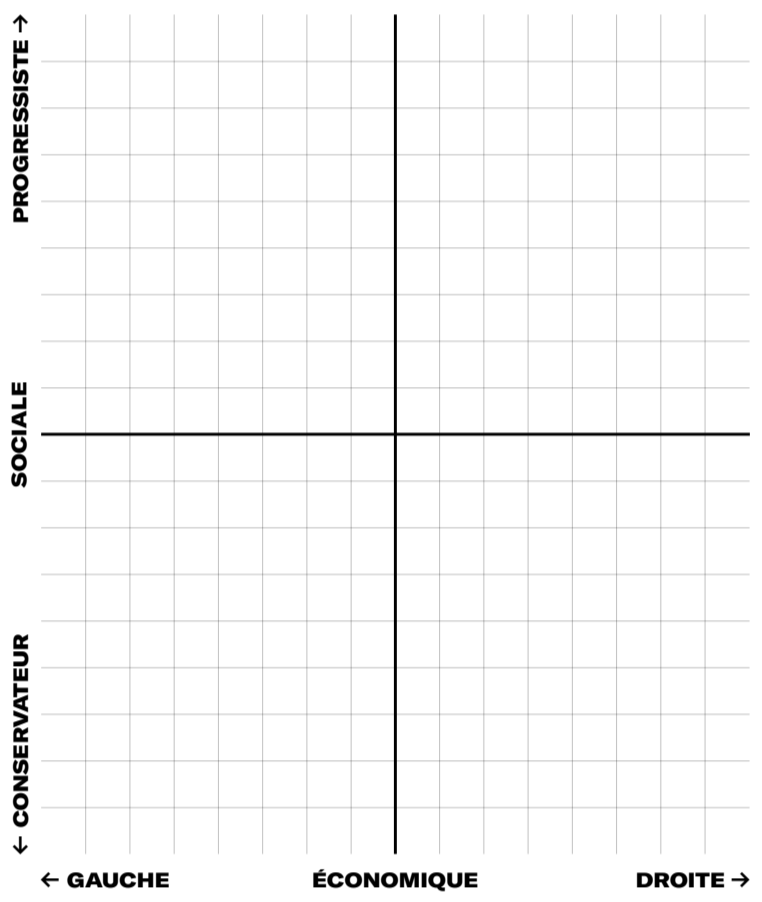 PROGRESSISTE →
SOCIALE
← CONSERVATEUR
← GAUCHE
ÉCONOMIQUE
DROITE →